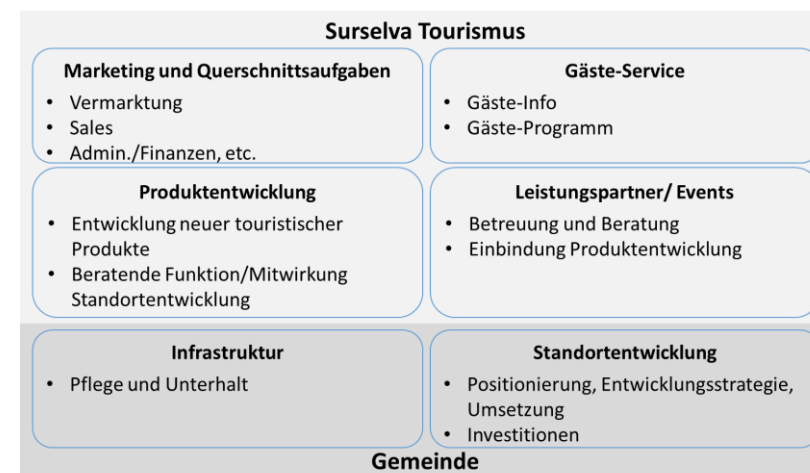 Surselva Tourismus
Marketing und Querschnittsaufgaben
• Vermarktung
• Sales
• Admin./Finanzen, etc.
Gäste-Service
• Gäste-Info
• Gäste-Programm
Produktentwicklung
• Entwicklung neuer touristischer
Produkte
• Beratende Funktion/Mitwirkung
Standortentwicklung
Leistungspartner/ Events
• Betreuung und Beratung
• Einbindung Produktentwicklung
Infrastruktur
• Pflege und Unterhalt
Standortentwicklung
• Positionierung, Entwicklungsstrategie,
Umsetzung
• Investitionen
Gemeinde